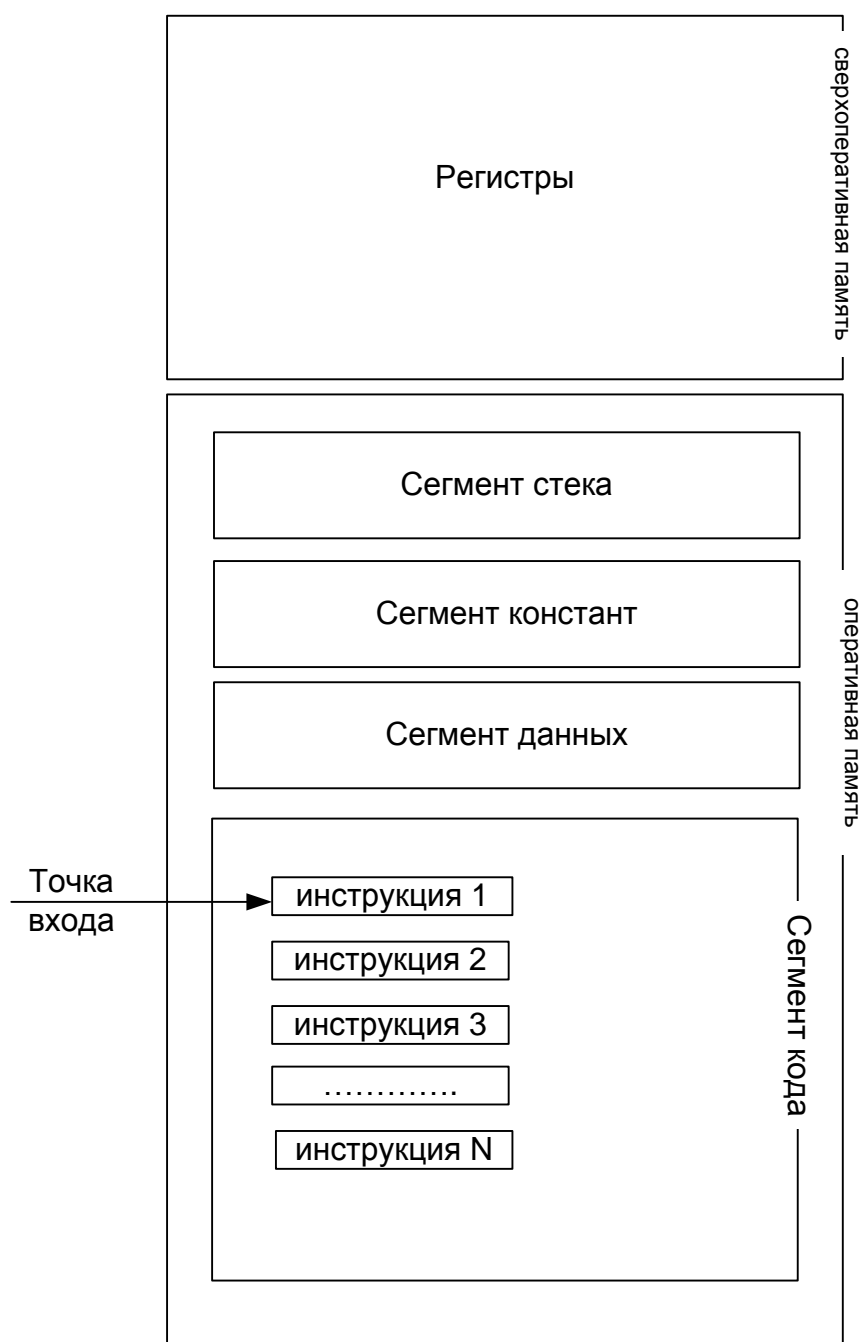 сверхоперативная память
Регистры
Сегмент стека
Сегмент констант
оперативная память
Сегмент данных
Точка
входа
инструкция 1
инструкция 2
инструкция 3
………….
инструкция N
Сегмент кода